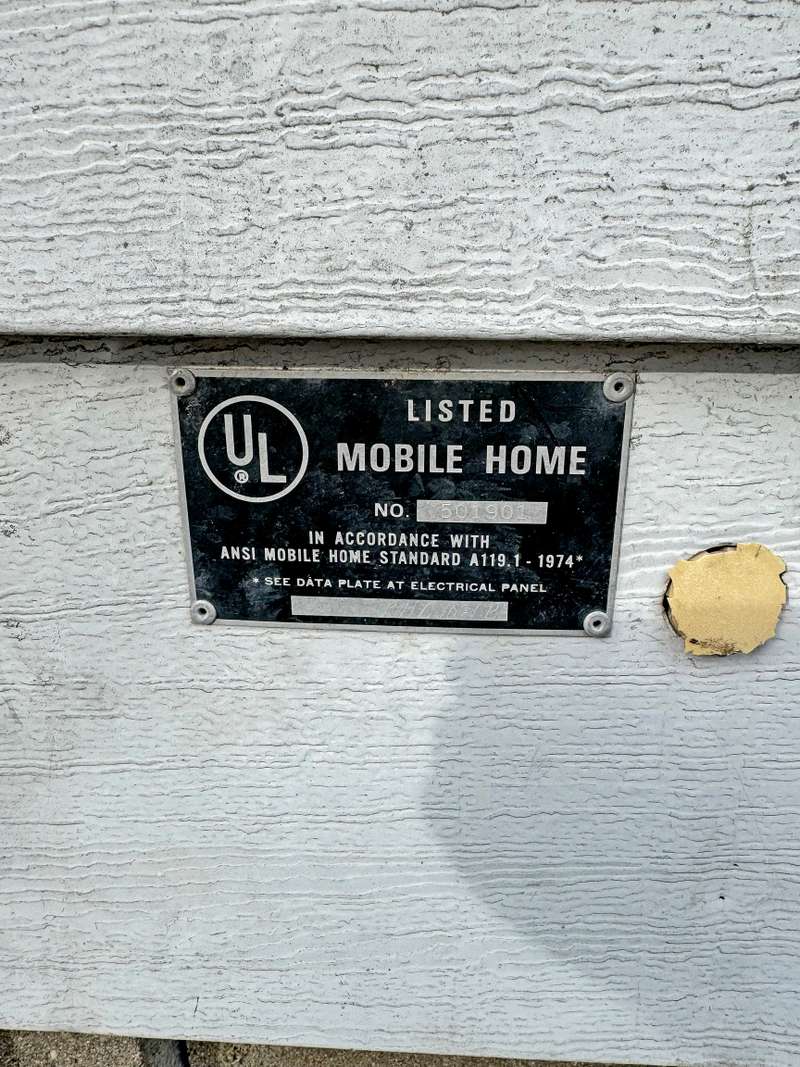 UL®
LISTED
MOBILE HOME
NO. 501901
IN ACCORDANCE WITH
ANSI MOBILE HOME STANDARD A119.1 - 1974*
* SEE DATA PLATE AT ELECTRICAL PANEL